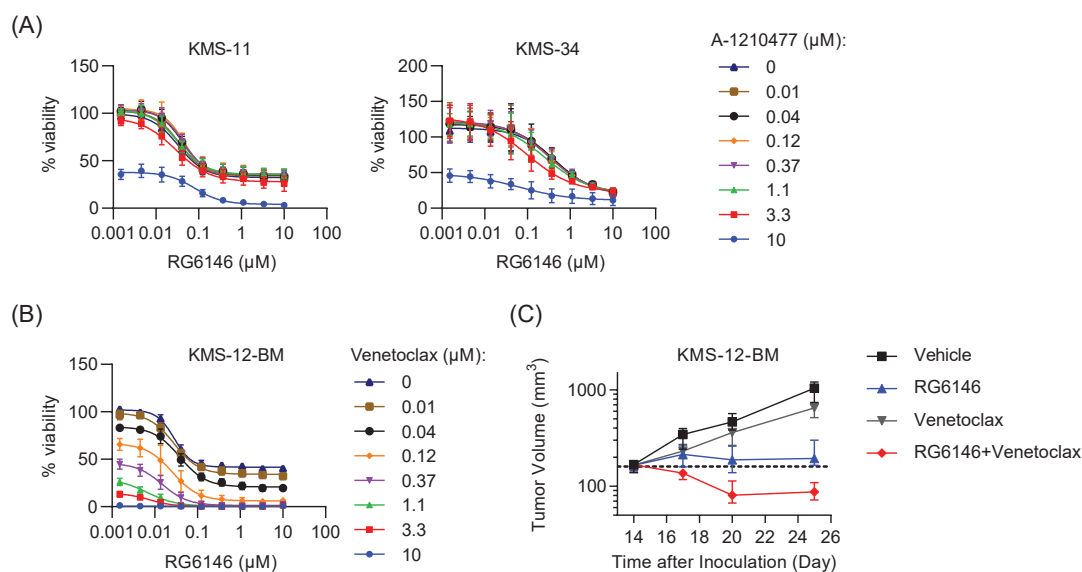 (A)
KMS-11
KMS-34
A-1210477 (µM):
150
100
50
0
% viability
0.001 0.01 0.1 1 10 100
RG6146 (µM)
200
150
100
50
0
% viability
0.001 0.01 0.1 1 10 100
RG6146 (µM)
0
0.01
0.04
0.12
0.37
1.1
3.3
10
(B)
KMS-12-BM
Venetoclax (µM):
150
100
50
0
% viability
0.001 0.01 0.1 1 10 100
RG6146 (µM)
0
0.01
0.04
0.12
0.37
1.1
3.3
10
(C)
KMS-12-BM
1000
100
Tumor Volume (mm³)
14 16 18 20 22 24 26
Time after Inoculation (Day)
Vehicle
RG6146
Venetoclax
RG6146+Venetoclax